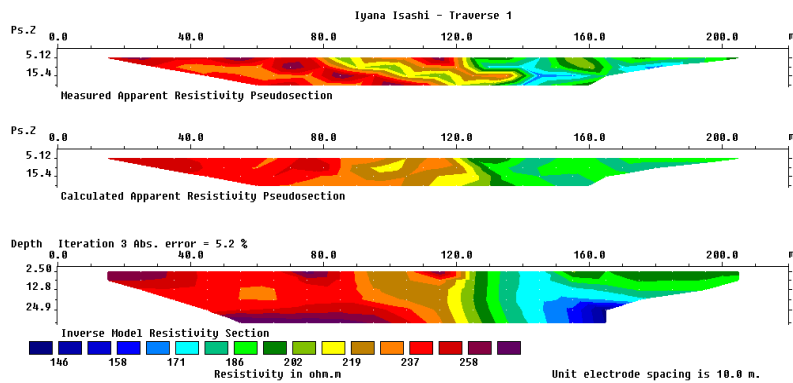 Iyana Isashi - Traverse 1
Ps.Z 0.0 40.0 80.0 120.0 160.0 200.0 m
5.12
15.4
Measured Apparent Resistivity Pseudosection
Ps.Z 0.0 40.0 80.0 120.0 160.0 200.0 m
5.12
15.4
Calculated Apparent Resistivity Pseudosection
Depth Iteration 3 Abs. error = 5.2 %
0.0 40.0 80.0 120.0 160.0 200.0 m
2.50
12.8
24.9
Inverse Model Resistivity Section
146 158 171 186 202 219 237 258
Resistivity in ohm.m Unit electrode spacing is 10.0 m.